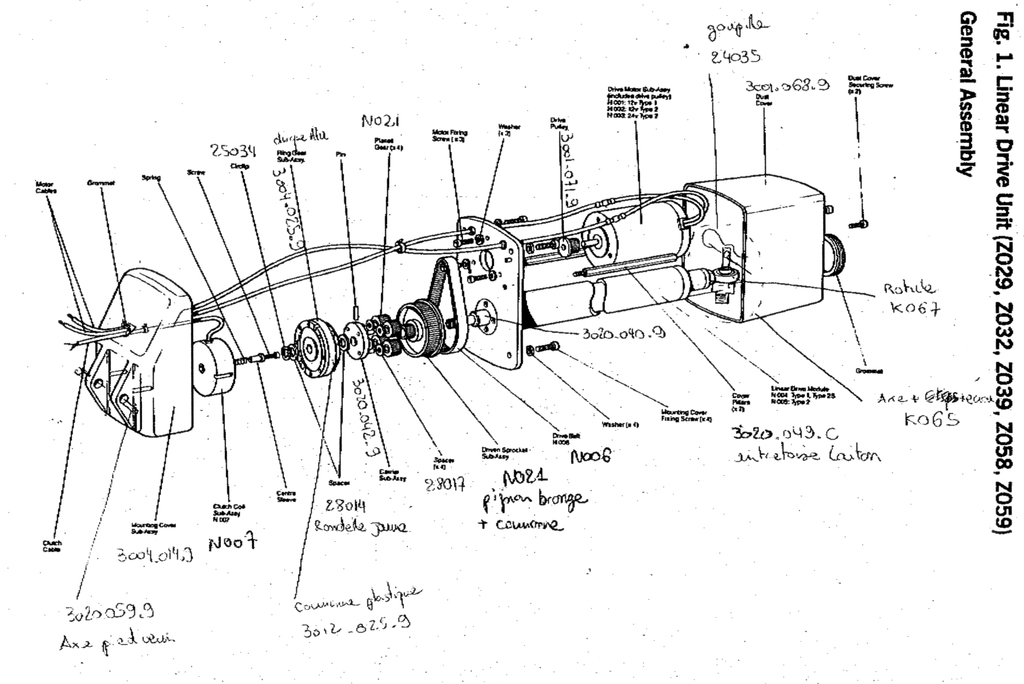 Fig. 1. Linear Drive Unit (Z029, Z032, Z039, Z058, Z059)
General Assembly
goupille
24035
3001.068.9
Dust
Cover
Dust Cover
Securing Screw
(x 2)
Drive Motor Sub-Assy
(includes drive pulley)
N 001: 12v Type 1
N 002: 12v Type 2
N 003: 24v Type 2
Drive
Pulley
3001.071.9
Washer
(x 3)
Motor Fixing
Screw (x 3)
N021
Planet
Gear (x 4)
Pin
Ring Gear
Sub-Assy.
3004.025.9
25034
Circlip
Screw
Spring
Grommet
Motor
Cables
Rotule
K067
3020.040.9
Grommet
Axe +
K065
Linear Drive Module
N 004: Type 1, Type 2S
N 005: Type 2
Cover
Pillars
(x 2)
3020.049.C
entretoise laiton
Mounting Cover
Fixing Screw (x 4)
Washer (x 4)
Drive Belt
N 006
N006
Driven Sprocket
Sub-Assy
N021
pignon bronze
+ couronne
Spacer
(x 4)
28017
Carrier
Sub-Assy
3020.042.9
Spacer
28014
Rondelle jaune
Centre
Sleeve
Clutch Coil
Sub-Assy
N 007
N007
Mounting Cover
Sub-Assy
3004.014.9
Clutch
Cable
3020.059.9
Axe
Couronne plastique
3012.025.9